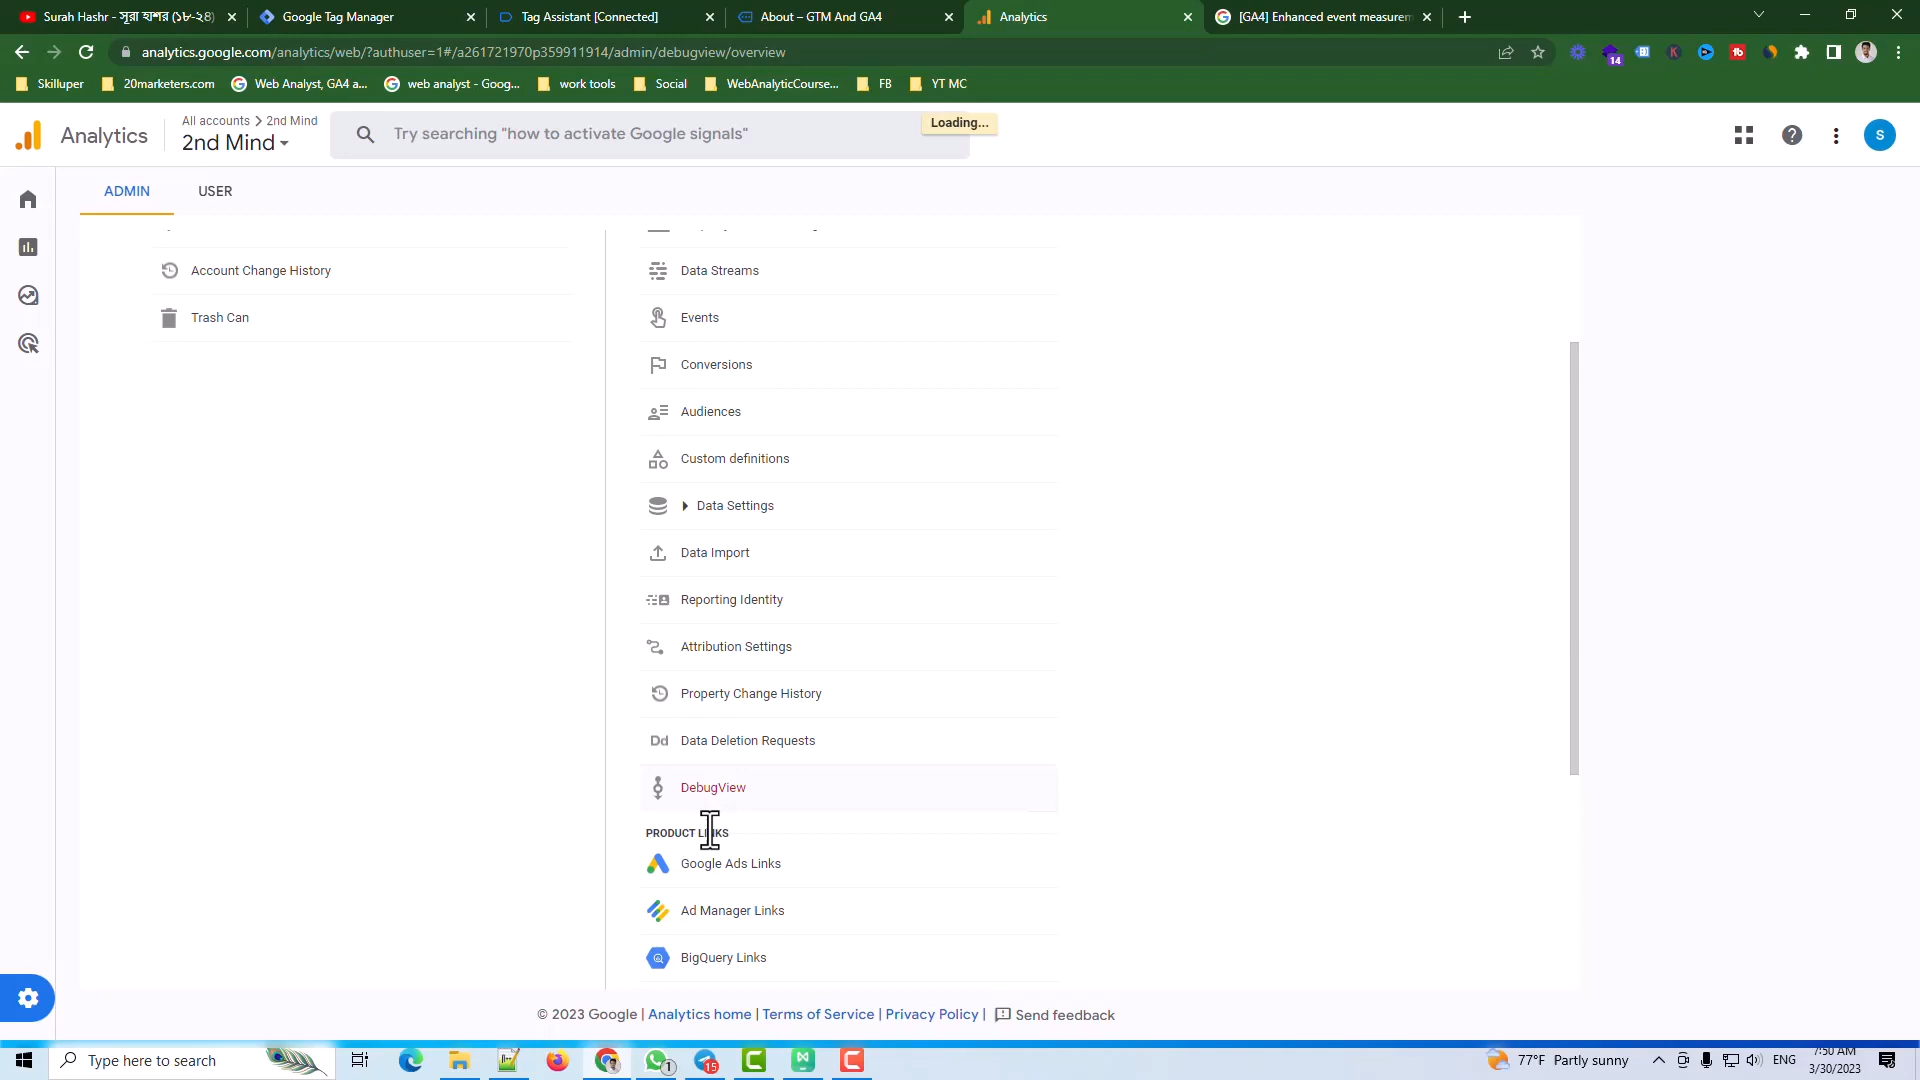 Surah Hashr - সূরা হাশর (১৮-২৪)
Google Tag Manager
Tag Assistant [Connected]
About – GTM And GA4
Analytics
[GA4] Enhanced event measurem
analytics.google.com/analytics/web/?authuser=1#/a261721970p359911914/admin/debugview/overview
14
Skilluper
20marketers.com
Web Analyst, GA4 a...
web analyst - Goog...
work tools
Social
WebAnalyticCourse...
FB
YT MC
Analytics
All accounts > 2nd Mind
2nd Mind
Try searching "how to activate Google signals"
Loading...
S
ADMIN
USER
Account Change History
Trash Can
Data Streams
Events
Conversions
Audiences
Custom definitions
Data Settings
Data Import
Reporting Identity
Attribution Settings
Property Change History
Dd Data Deletion Requests
DebugView
PRODUCT LINKS
Google Ads Links
Ad Manager Links
BigQuery Links
© 2023 Google | Analytics home | Terms of Service | Privacy Policy | Send feedback
Type here to search
1
15
77°F Partly sunny
ENG
7:50 AM
3/30/2023